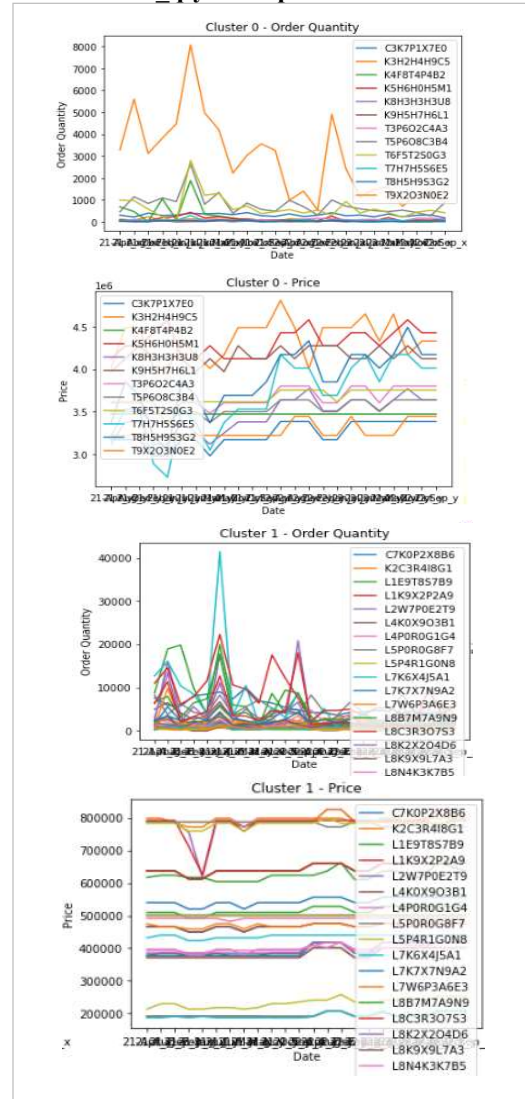 Cluster 0 - Order Quantity
8000
7000
6000
5000
4000
3000
2000
1000
0
Order Quantity
C3K7P1X7E0
K3H2H4H9C5
K4F8T4P4B2
K5H6H0H5M1
K8H3H3H3U8
K9H5H7H6L1
T3P6O2C4A3
T5P6O8C3B4
T6F5T2S0G3
T7H7H5S6E5
T8H5H9S3G2
T9X2O3N0E2
Date
Cluster 0 - Price
1e6
4.5
4.0
3.5
3.0
Price
C3K7P1X7E0
K3H2H4H9C5
K4F8T4P4B2
K5H6H0H5M1
K8H3H3H3U8
K9H5H7H6L1
T3P6O2C4A3
T5P6O8C3B4
T6F5T2S0G3
T7H7H5S6E5
T8H5H9S3G2
T9X2O3N0E2
Date
Cluster 1 - Order Quantity
40000
30000
20000
10000
0
Order Quantity
C7K0P2X8B6
K2C3R4I8G1
L1E9T8S7B9
L1K9X2P2A9
L2W7P0E2T9
L4K0X9O3B1
L4P0R0G1G4
L5P0R0G8F7
L5P4R1G0N8
L7K6X4J5A1
L7K7X7N9A2
L7W6P3A6E3
L8B7M7A9N9
L8C3R3O7S3
L8K2X2O4D6
L8K9X9L7A3
L8N4K3K7B5
Date
Cluster 1 - Price
800000
700000
600000
500000
400000
300000
200000
Price
C7K0P2X8B6
K2C3R4I8G1
L1E9T8S7B9
L1K9X2P2A9
L2W7P0E2T9
L4K0X9O3B1
L4P0R0G1G4
L5P0R0G8F7
L5P4R1G0N8
L7K6X4J5A1
L7K7X7N9A2
L7W6P3A6E3
L8B7M7A9N9
L8C3R3O7S3
L8K2X2O4D6
L8K9X9L7A3
L8N4K3K7B5
_x
Date